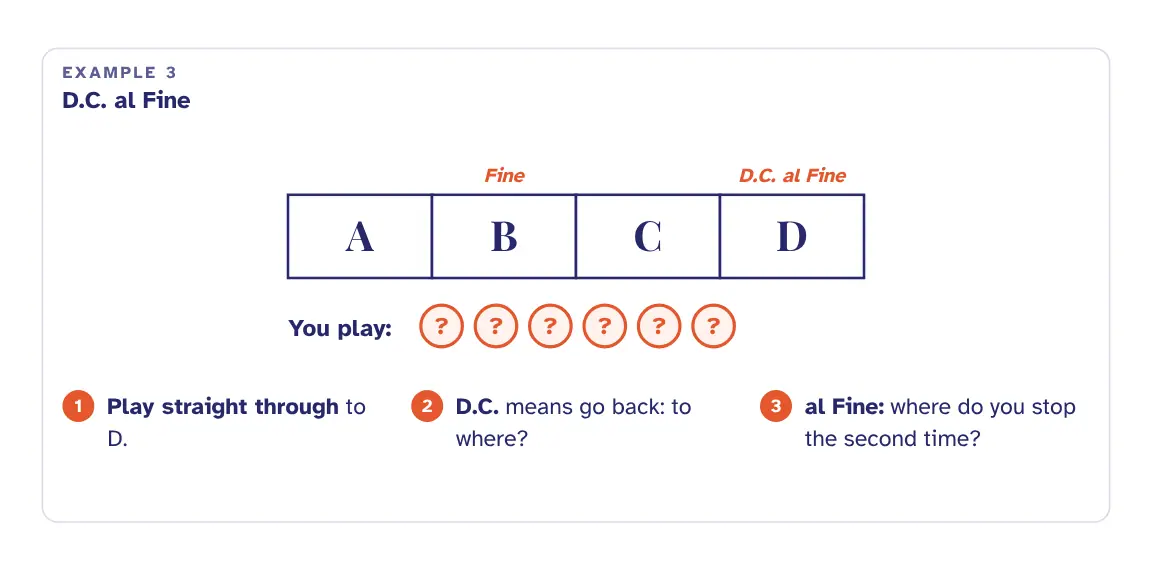 EXAMPLE 3
D.C. al Fine
Fine
D.C. al Fine
A
B
C
D
You play: ? ? ? ? ? ?
1 Play straight through to
D.
2 D.C. means go back: to
where?
3 al Fine: where do you stop
the second time?